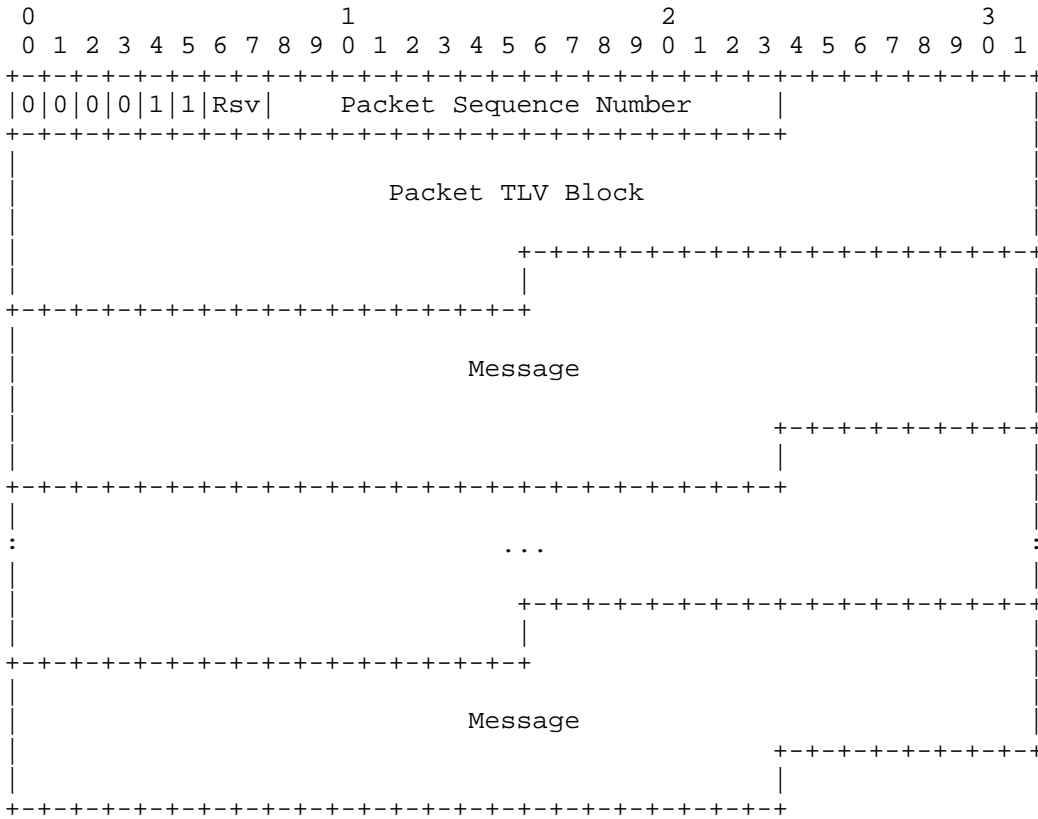 0                   1                   2                   3
0 1 2 3 4 5 6 7 8 9 0 1 2 3 4 5 6 7 8 9 0 1 2 3 4 5 6 7 8 9 0 1
|0|0|0|0|1|1|Rsv|    Packet Sequence Number     |
Packet TLV Block
Message
: ... :
Message